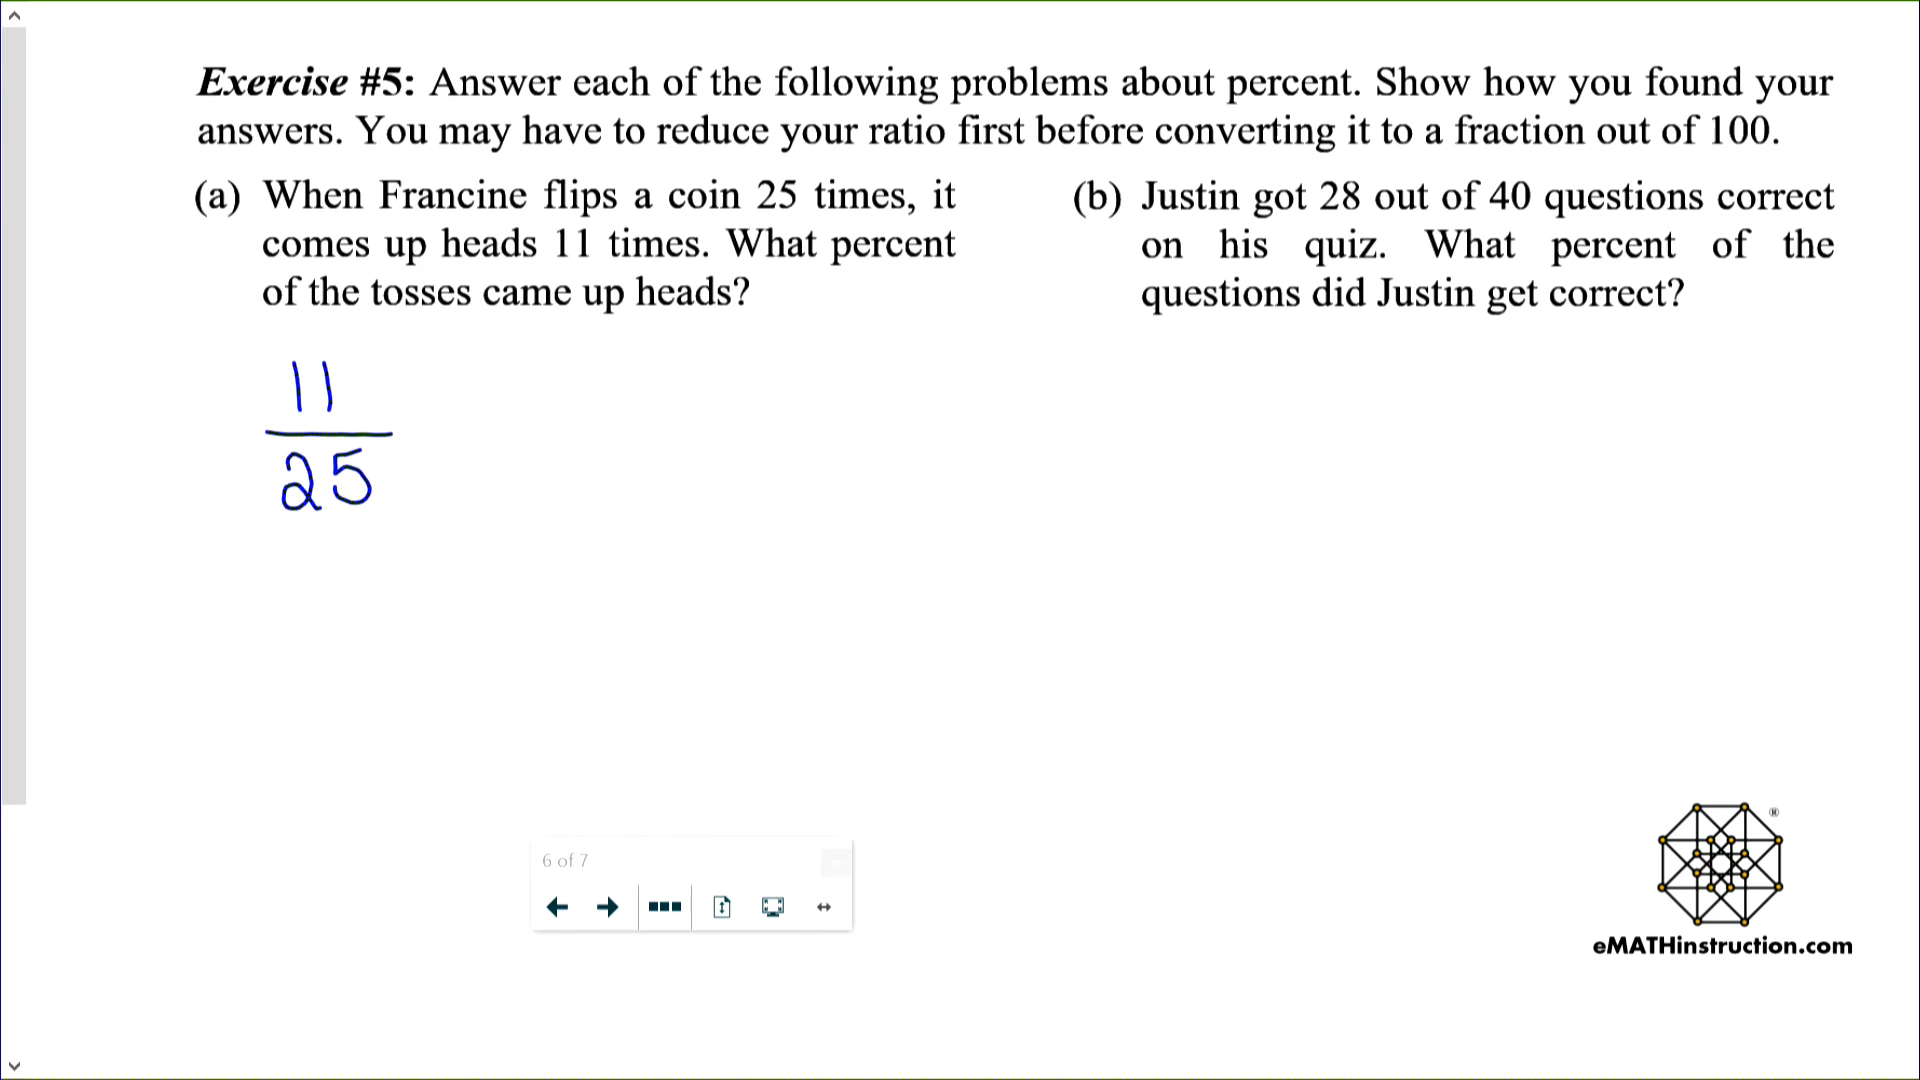 Exercise #5: Answer each of the following problems about percent. Show how you found your
answers. You may have to reduce your ratio first before converting it to a fraction out of 100.
(a) When Francine flips a coin 25 times, it
comes up heads 11 times. What percent
of the tosses came up heads?
11
25
(b) Justin got 28 out of 40 questions correct
on his quiz. What percent of the
questions did Justin get correct?
6 of 7
®
eMATHinstruction.com